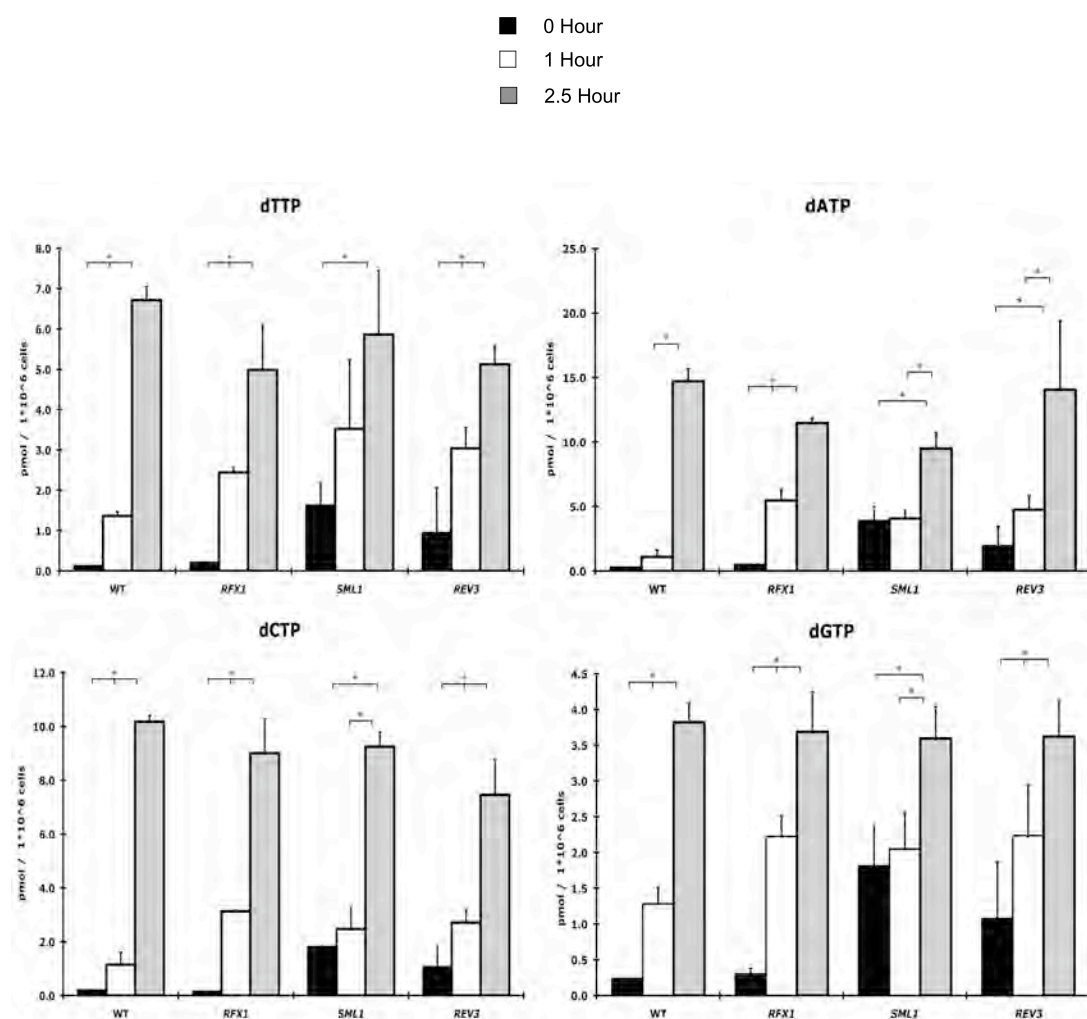 0 Hour
1 Hour
2.5 Hour
dTTP
8.0
7.0
6.0
5.0
4.0
3.0
2.0
1.0
0.0
pmol / 1*10^6 cells
* * * *
WT RFX1 SML1 REV3
dATP
25.0
20.0
15.0
10.0
5.0
0.0
pmol / 1*10^6 cells
* * * * * *
WT RFX1 SML1 REV3
dCTP
12.0
10.0
8.0
6.0
4.0
2.0
0.0
pmol / 1*10^6 cells
* * * * *
WT RFX1 SML1 REV3
dGTP
4.5
4.0
3.5
3.0
2.5
2.0
1.5
1.0
0.5
0.0
pmol / 1*10^6 cells
* * * * *
WT RFX1 SML1 REV3